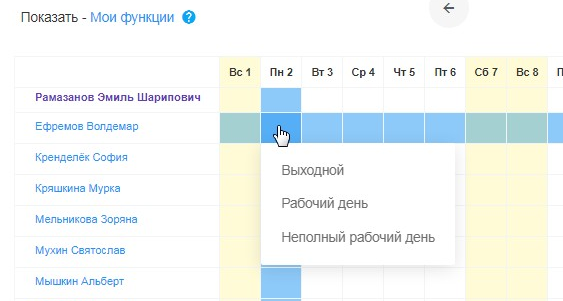 Показать - Мои функции ?
Вс 1 Пн 2 Вт 3 Ср 4 Чт 5 Пт 6 Сб 7 Вс 8
Рамазанов Эмиль Шарипович
Ефремов Волдемар
Кренделёк София
Выходной
Кряшкина Мурка
Рабочий день
Мельникова Зоряна
Неполный рабочий день
Мухин Святослав
Мышкин Альберт